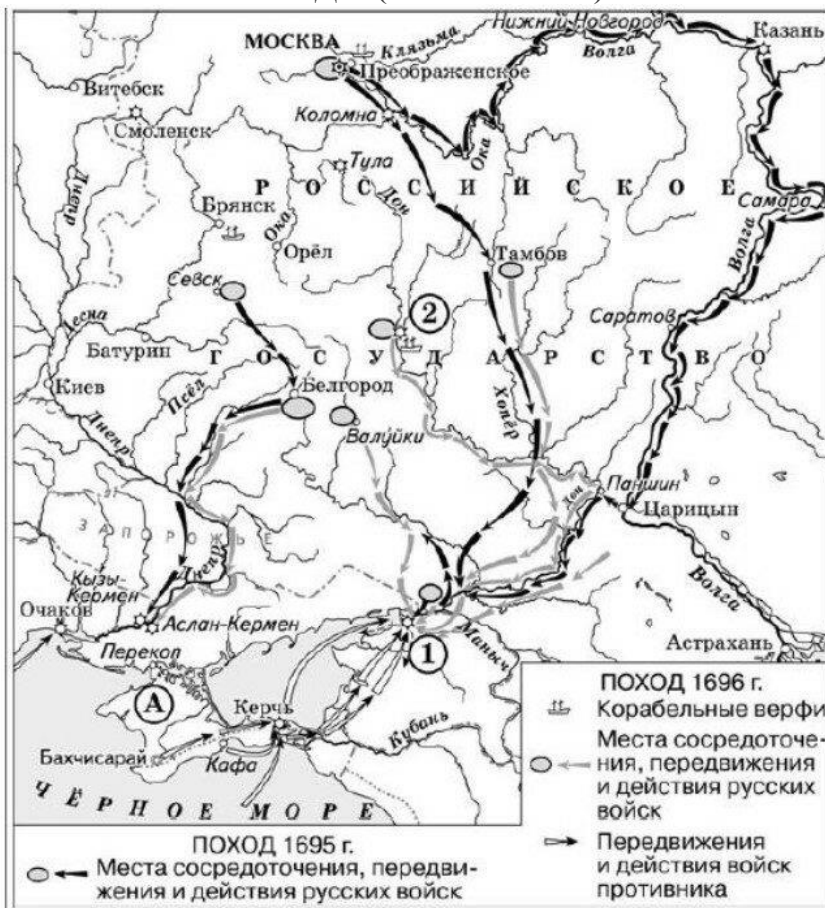 Нижний Новгород
Казань
МОСКВА
Клязьма
Волга
Преображенское
Витебск
Коломна
Смоленск
Ока
Тула
Днепр
Дон
РОССИЙСКОЕ
Самара
Брянск
Ока
Орёл
Тамбов
Волга
Севск
2
Саратов
Десна
Батурин
ГОСУДАРСТВО
Киев
Псёл
Белгород
Хопёр
Валуйки
Днепр
Паншин
Дон
Царицын
ЗАПОРОЖЬЕ
Днепр
Волга
Кызы-
Кермен
Очаков
Аслан-Кермен
1
Маныч
Астрахань
Перекоп
А
Керчь
Кубань
Бахчисарай
Кафа
ЧЁРНОЕ МОРЕ
ПОХОД 1696 г.
Корабельные верфи
Места сосредоточе-
ния, передвижения
и действия русских
войск
Передвижения
и действия войск
противника
ПОХОД 1695 г.
Места сосредоточения, передви-
жения и действия русских войск